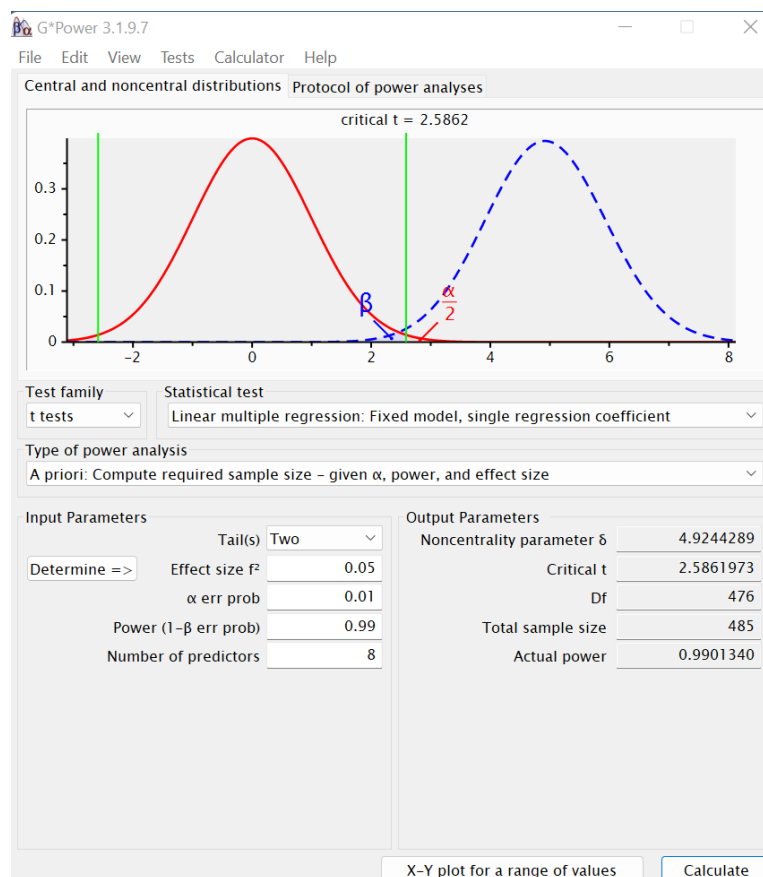 G*Power 3.1.9.7
File Edit View Tests Calculator Help
Central and noncentral distributions Protocol of power analyses
critical t = 2.5862
0.3
0.2
0.1
0
β
α
2
-2 0 2 4 6 8
Test family Statistical test
t tests Linear multiple regression: Fixed model, single regression coefficient
Type of power analysis
A priori: Compute required sample size – given α, power, and effect size
Input Parameters Output Parameters
Tail(s) Two Noncentrality parameter δ 4.9244289
Determine => Effect size f² 0.05 Critical t 2.5861973
α err prob 0.01 Df 476
Power (1-β err prob) 0.99 Total sample size 485
Number of predictors 8 Actual power 0.9901340
X-Y plot for a range of values Calculate